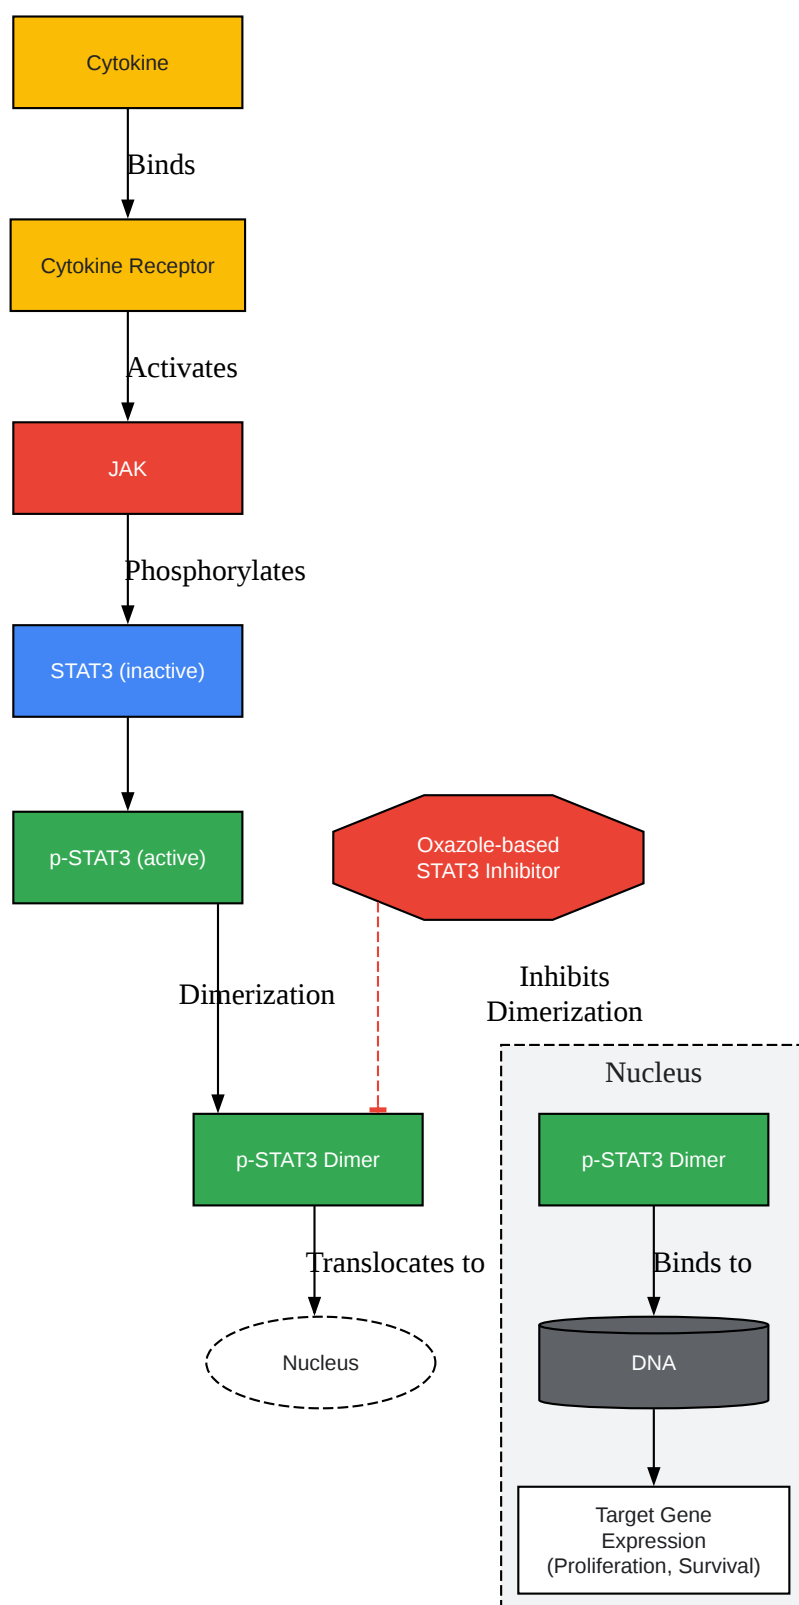 Cytokine
Binds
Cytokine Receptor
Activates
JAK
Phosphorylates
STAT3 (inactive)
p-STAT3 (active)
Oxazole-based
STAT3 Inhibitor
Dimerization
Inhibits
Dimerization
Nucleus
p-STAT3 Dimer
p-STAT3 Dimer
Translocates to
Binds to
Nucleus
DNA
Target Gene
Expression
(Proliferation, Survival)